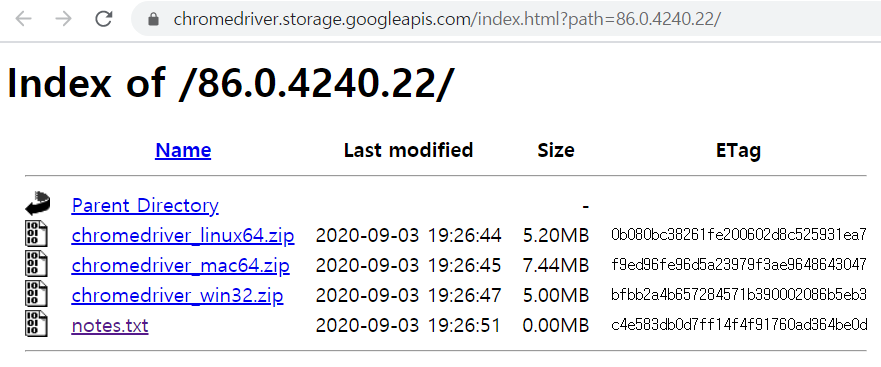 chromedriver.storage.googleapis.com/index.html?path=86.0.4240.22/
Index of /86.0.4240.22/
Name Last modified Size ETag
Parent Directory -
chromedriver_linux64.zip 2020-09-03 19:26:44 5.20MB 0b080bc38261fe200602d8c525931ea7
chromedriver_mac64.zip 2020-09-03 19:26:45 7.44MB f9ed96fe96d5a23979f3ae9648643047
chromedriver_win32.zip 2020-09-03 19:26:47 5.00MB bfbb2a4b657284571b390002086b5eb3
notes.txt 2020-09-03 19:26:51 0.00MB c4e583db0d7ff14f4f91760ad364be0d